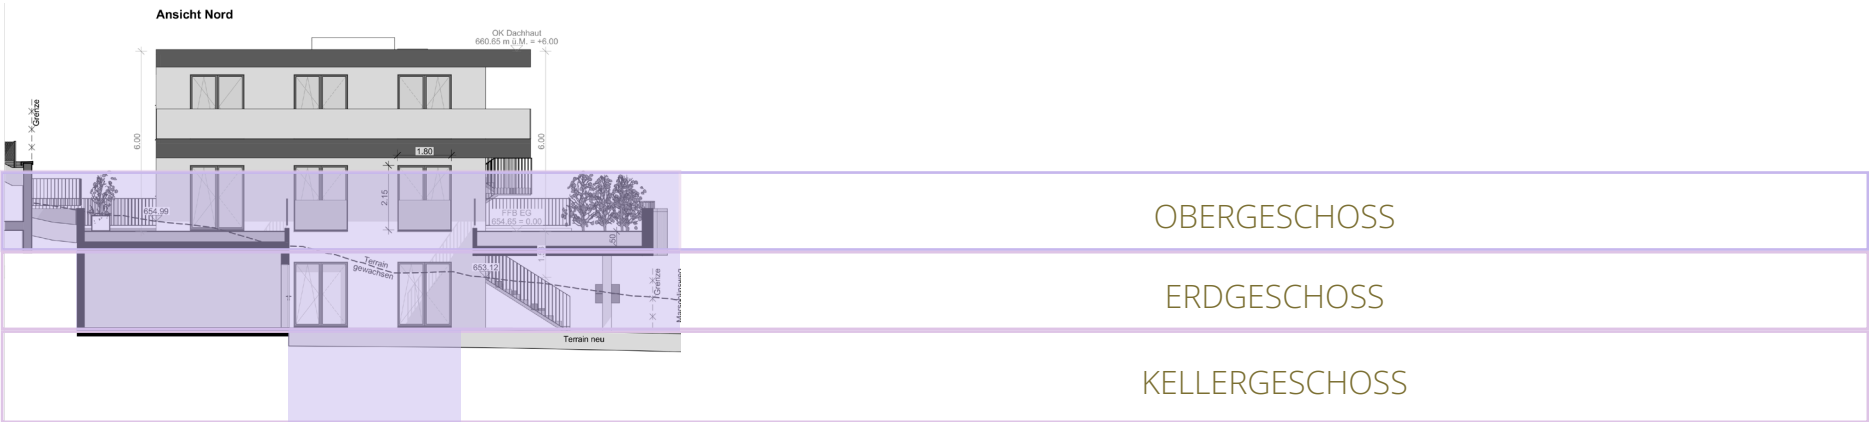 Ansicht Nord
OK Dachhaut
660.65 m ü.M. = +6.00
Grenze
6.00
6.00
1.80
2.15
654.99
FFB EG
654.65 = 0.00
.50
OBERGESCHOSS
Terrain
gewachsen
653.12
Grenze
ERDGESCHOSS
Terrain neu
KELLERGESCHOSS